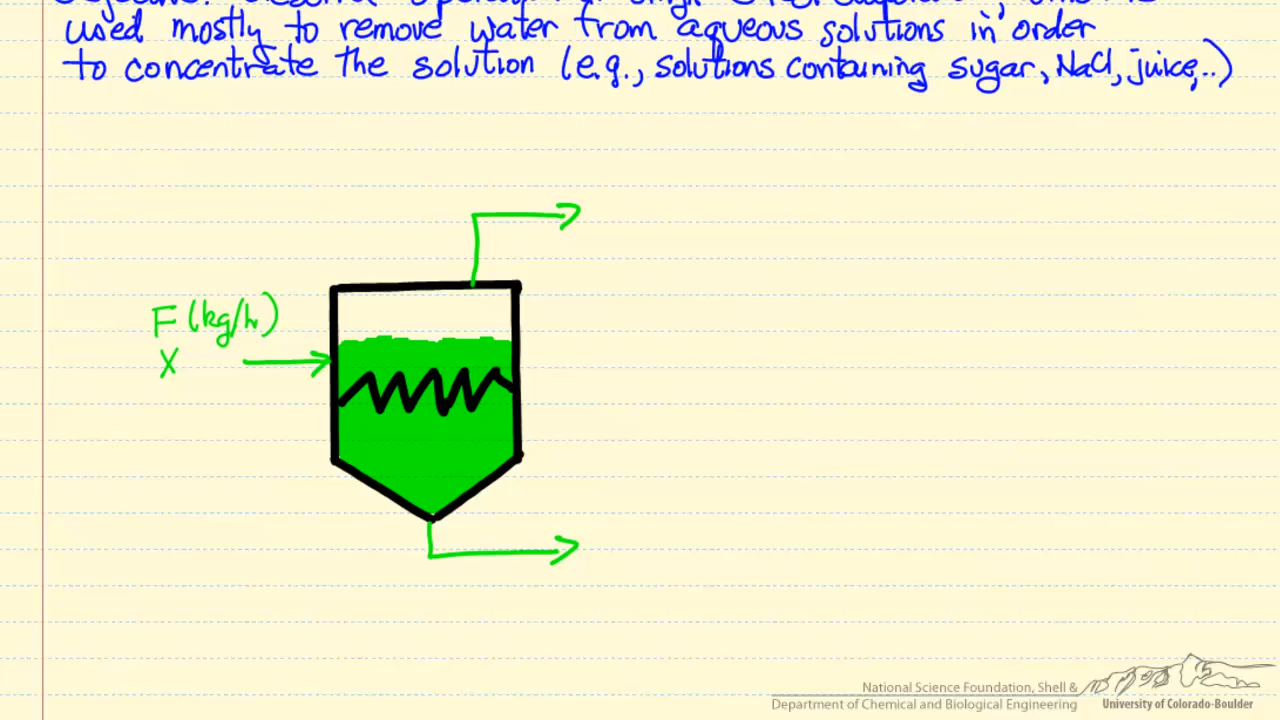 used mostly to remove water from aqueous solutions in order
to concentrate the solution (e.g., solutions containing sugar, NaCl, juice,..)
F (kg/h)
X
National Science Foundation, Shell &
Department of Chemical and Biological Engineering
University of Colorado-Boulder